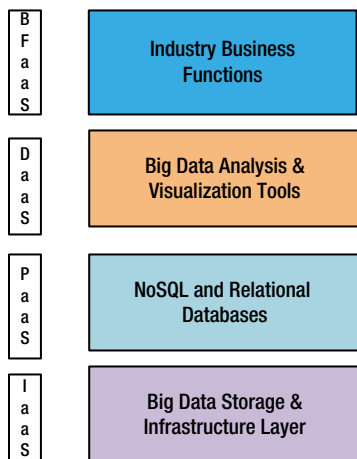 B
F
a
a
S
Industry Business
Functions
D
a
a
S
Big Data Analysis &
Visualization Tools
P
a
a
S
NoSQL and Relational
Databases
I
a
a
S
Big Data Storage &
Infrastructure Layer